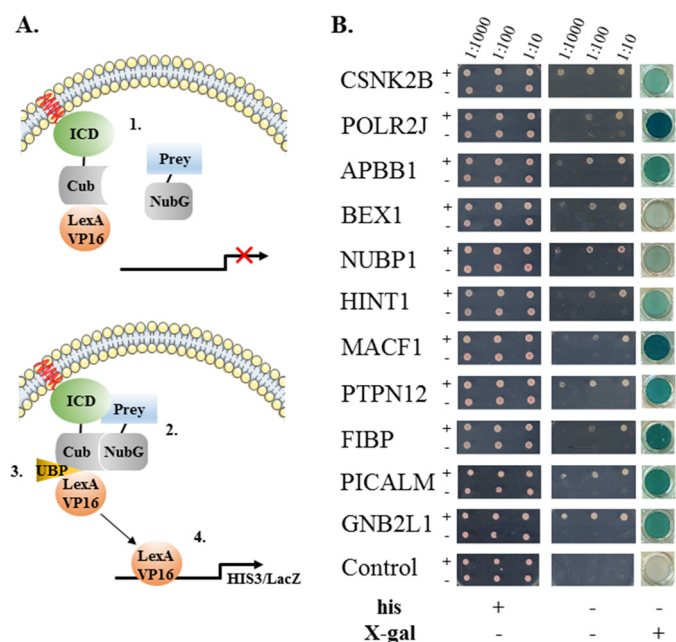 A.
ICD
1.
Prey
Cub
NubG
LexA
VP16
ICD
Prey
2.
Cub
NubG
3.
UBP
LexA
VP16
4.
LexA
VP16
HIS3/LacZ
B.
1:1000 1:100 1:10 1:1000 1:100 1:10
CSNK2B + -
POLR2J + -
APBB1 + -
BEX1 + -
NUBP1 + -
HINT1 + -
MACF1 + -
PTPN12 + -
FIBP + -
PICALM + -
GNB2L1 + -
Control + -
his + - -
X-gal - - +